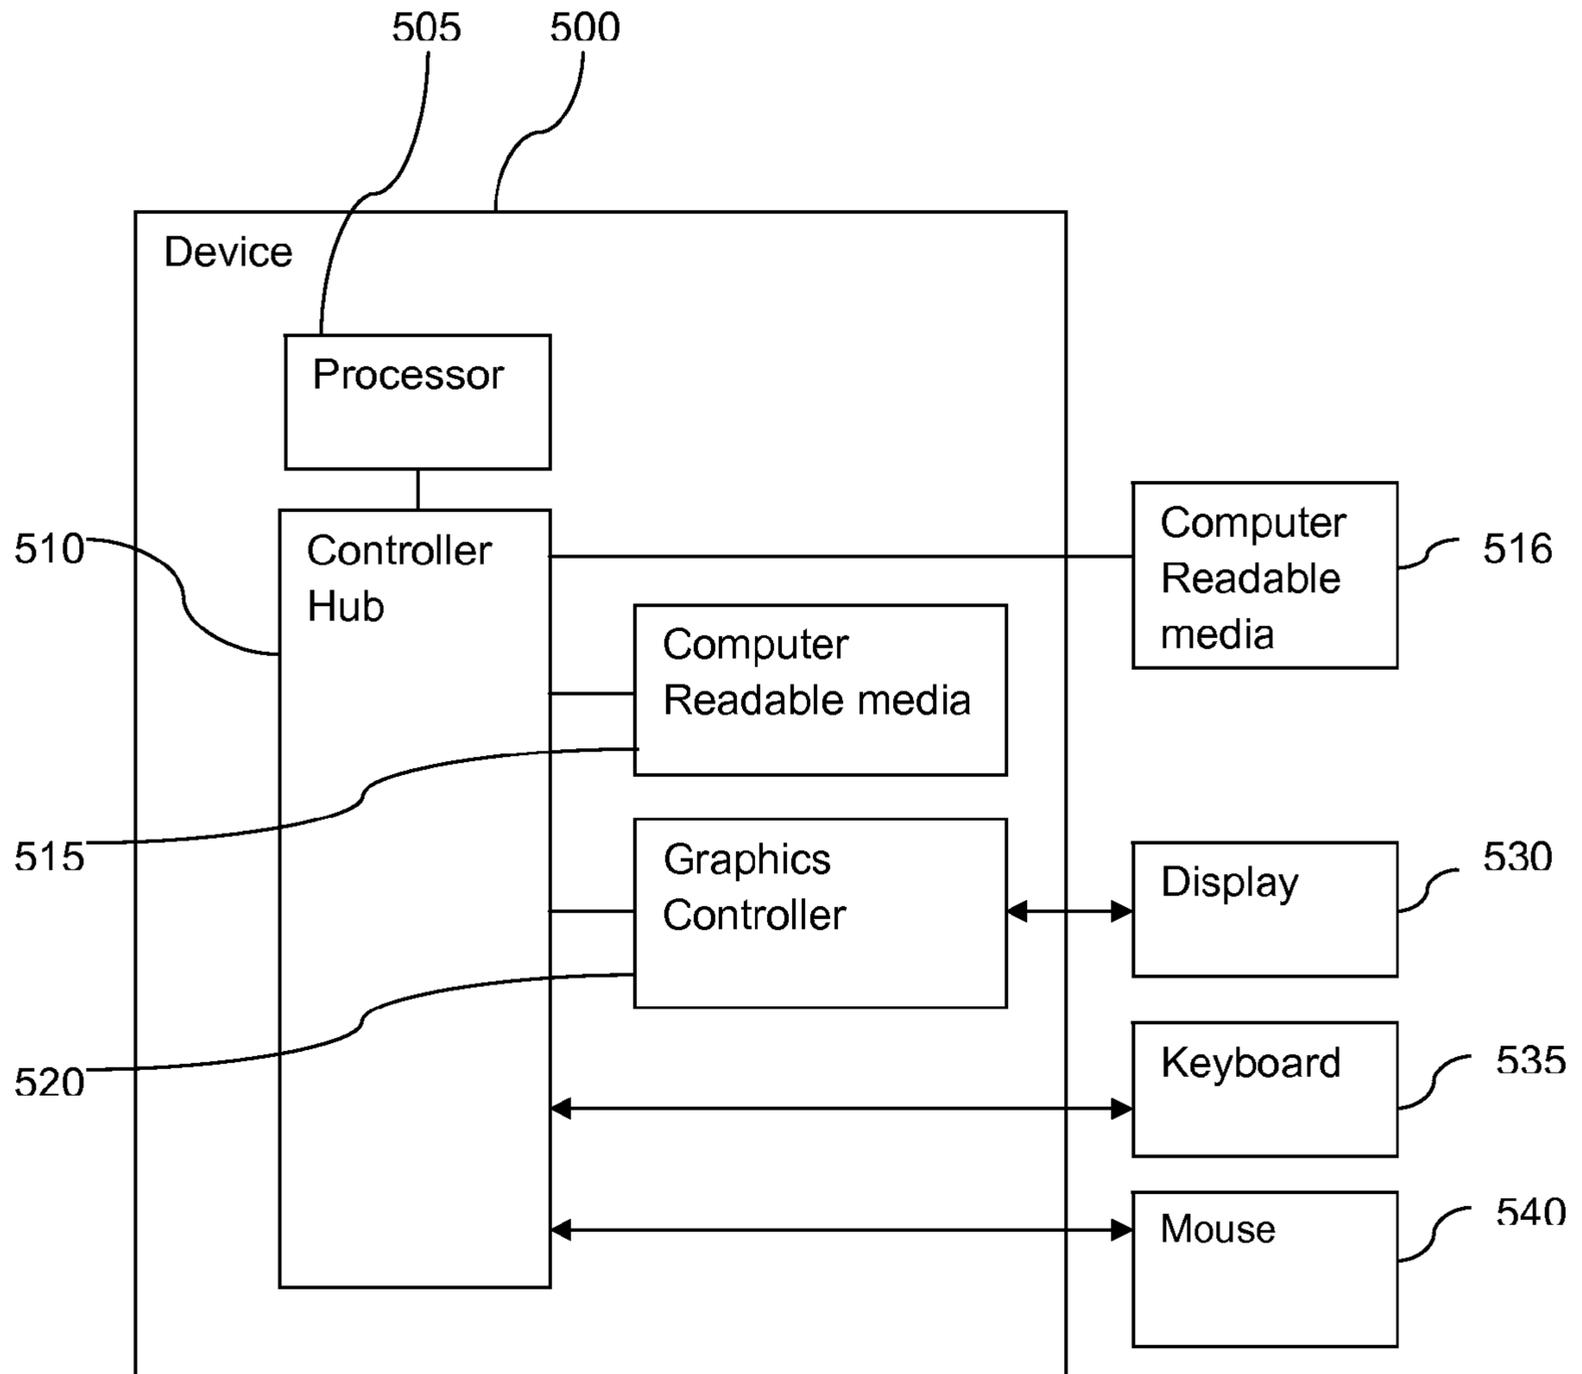 505
500
Device
Processor
510
Controller
Hub
Computer
Readable
media
516
Computer
Readable media
515
Graphics
Controller
Display
530
520
Keyboard
535
Mouse
540